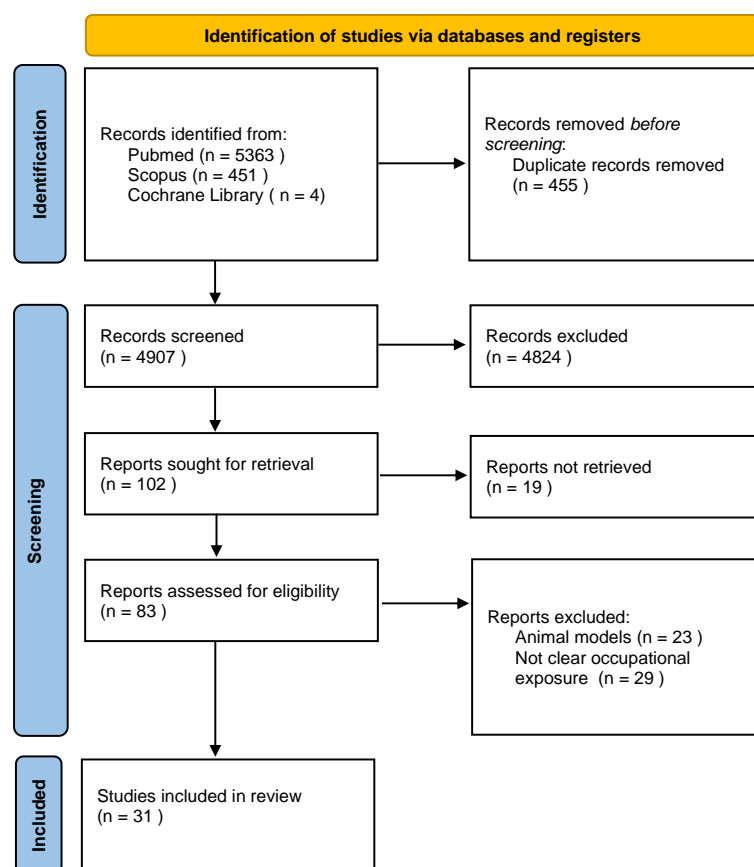 Identification of studies via databases and registers
Identification
Records identified from:
Pubmed (n = 5363 )
Scopus (n = 451)
Cochrane Library ( n = 4)
Records removed before
screening:
Duplicate records removed
(n = 455 )
Screening
Records screened
(n = 4907 )
Records excluded
(n = 4824 )
Reports sought for retrieval
(n = 102 )
Reports not retrieved
(n = 19 )
Reports assessed for eligibility
(n = 83 )
Reports excluded:
Animal models (n = 23 )
Not clear occupational
exposure (n = 29 )
Included
Studies included in review
(n = 31 )